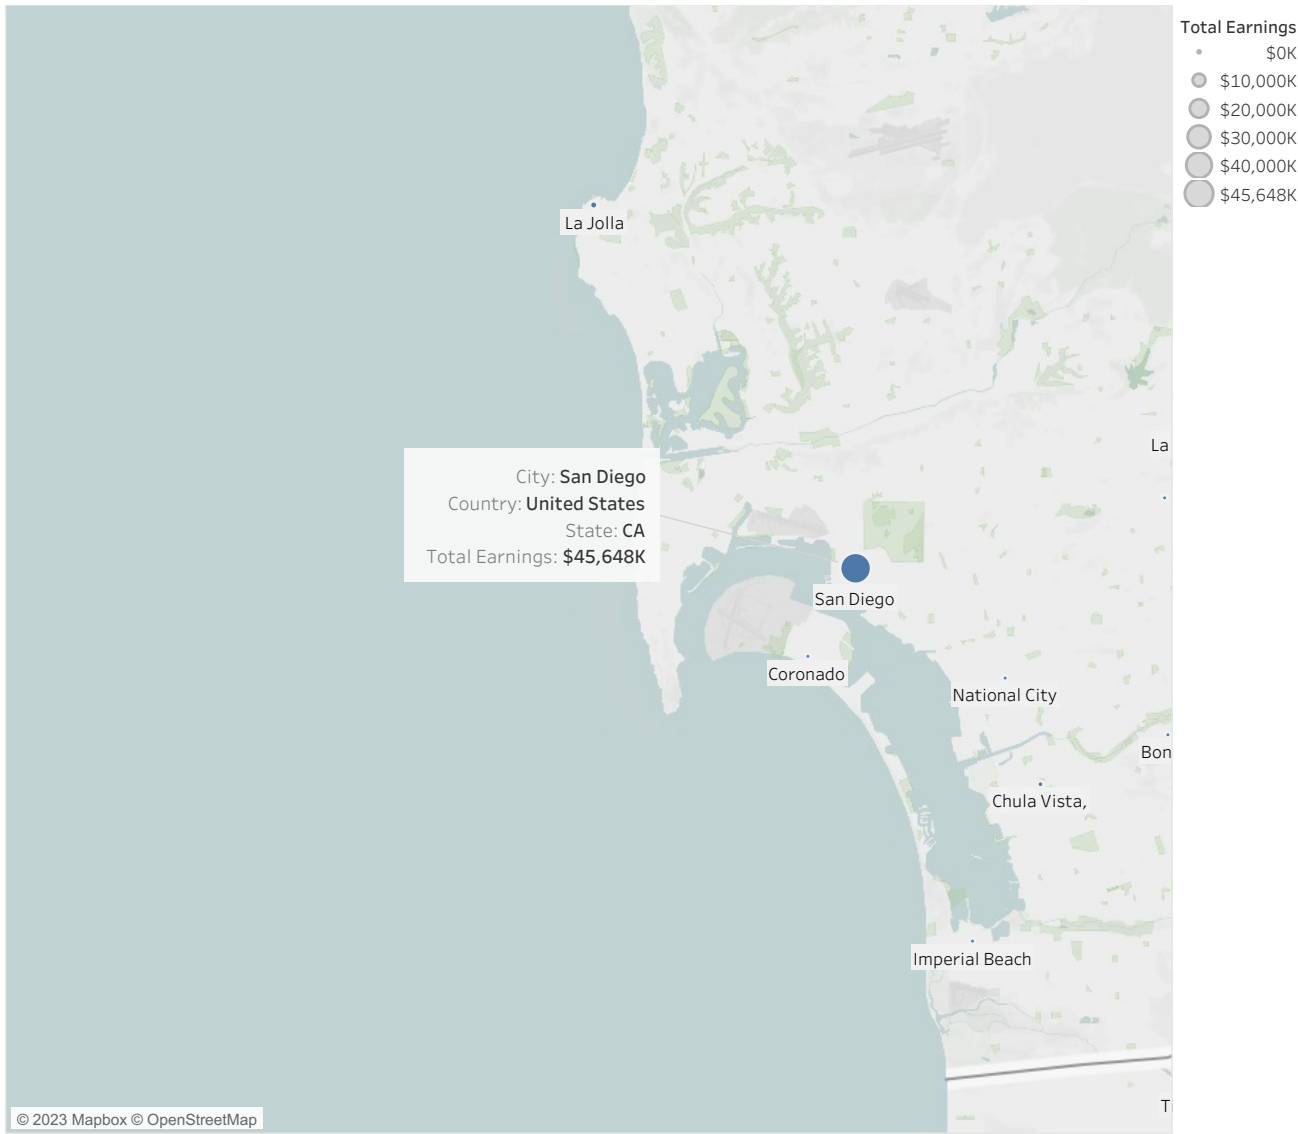 Total Earnings
$0K
$10,000K
$20,000K
$30,000K
$40,000K
$45,648K
La Jolla
La
City: San Diego
Country: United States
State: CA
Total Earnings: $45,648K
San Diego
Coronado
National City
Bon
Chula Vista,
Imperial Beach
© 2023 Mapbox © OpenStreetMap